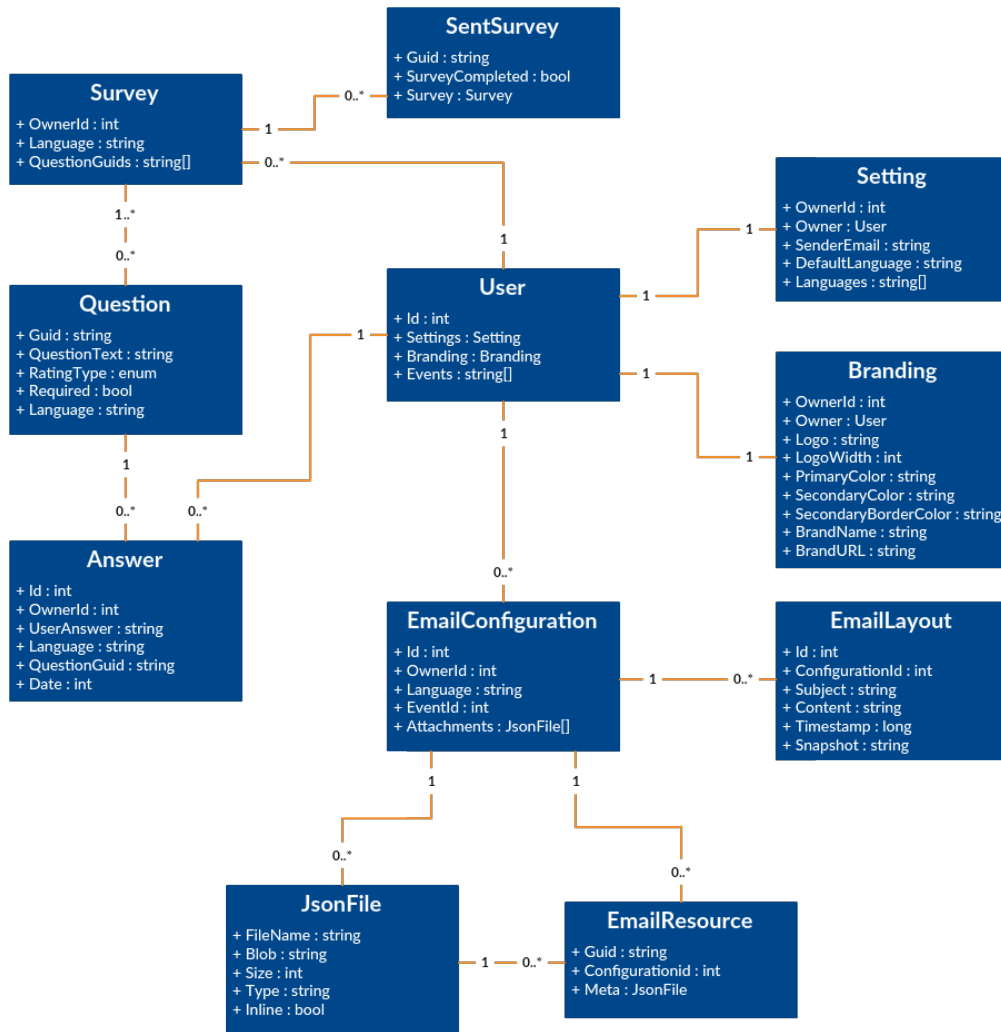 SentSurvey
+ Guid : string
+ SurveyCompleted : bool
+ Survey : Survey
Survey
+ OwnerId : int
+ Language : string
+ QuestionGuids : string[]
1
0..*
0..*
1
1..*
0..*
Setting
+ OwnerId : int
+ Owner : User
+ SenderEmail : string
+ DefaultLanguage : string
+ Languages : string[]
User
+ Id : int
+ Settings : Setting
+ Branding : Branding
+ Events : string[]
1
1
1
1
Question
+ Guid : string
+ QuestionText : string
+ RatingType : enum
+ Required : bool
+ Language : string
1
0..*
1
0..*
Branding
+ OwnerId : int
+ Owner : User
+ Logo : string
+ LogoWidth : int
+ PrimaryColor : string
+ SecondaryColor : string
+ SecondaryBorderColor : string
+ BrandName : string
+ BrandURL : string
1
0..*
Answer
+ Id : int
+ OwnerId : int
+ UserAnswer : string
+ Language : string
+ QuestionGuid : string
+ Date : int
EmailConfiguration
+ Id : int
+ OwnerId : int
+ Language : string
+ EventId : int
+ Attachments : JsonFile[]
1
0..*
EmailLayout
+ Id : int
+ ConfigurationId : int
+ Subject : string
+ Content : string
+ Timestamp : long
+ Snapshot : string
1
0..*
1
0..*
JsonFile
+ FileName : string
+ Blob : string
+ Size : int
+ Type : string
+ Inline : bool
1
0..*
EmailResource
+ Guid : string
+ Configurationid : int
+ Meta : JsonFile